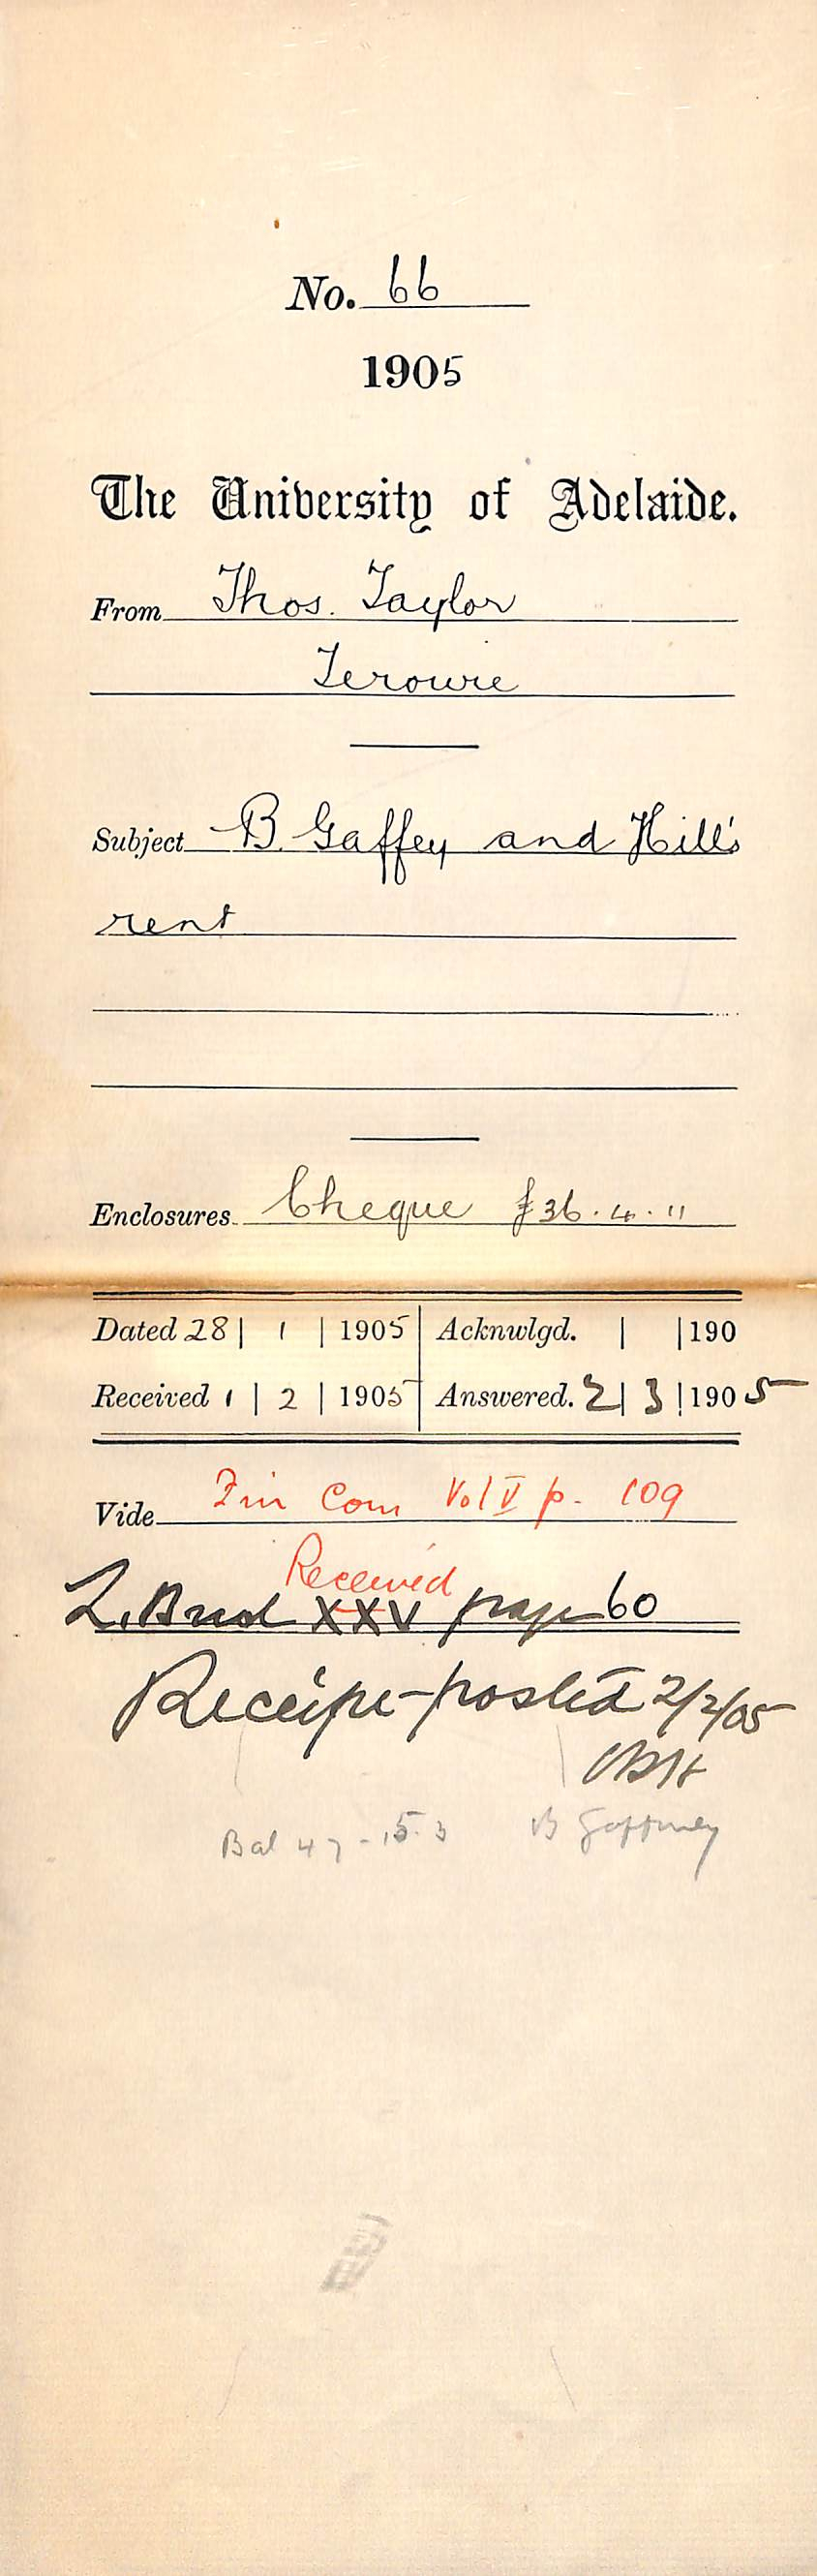 No. 66
1905
The University of Adelaide.
From Thos. Taylor
Terowie
Subject B. Gaffey and Hill's
rent
Enclosures Cheque £36.4.11
Dated 28 | 1 | 1905 Acknwlgd. | | 190
Received 1 | 2 | 1905 Answered. 2 | 3 | 1905
Vide Fin Com Vol V p. 109
Received
XXV page 60
posted 2/2/05
Bal 47-15.3 B Gaffney